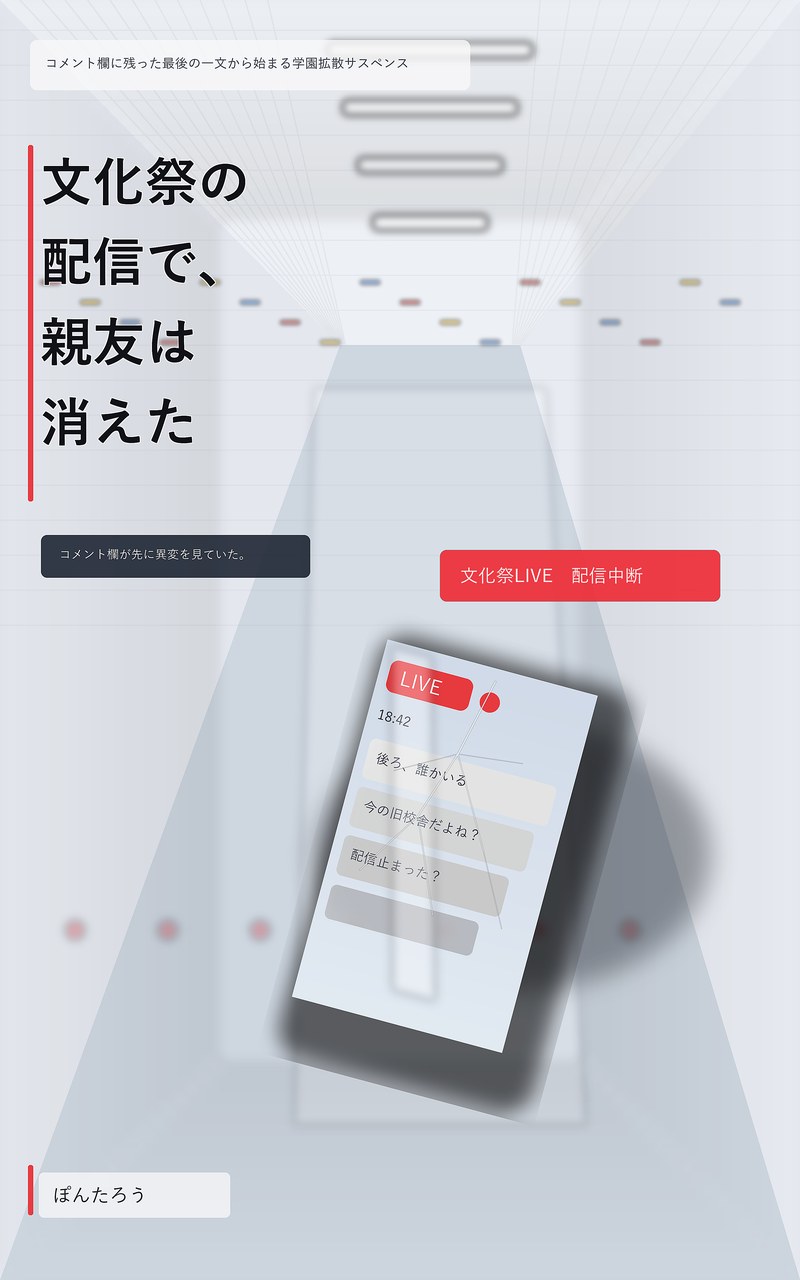 コメント欄に残った最後の一文から始まる学園拡散サスペンス
文化祭の
配信で、
親友は
消えた
コメント欄が先に異変を見ていた。
文化祭LIVE　配信中断
LIVE
18:42
後ろ、誰かいる
今の旧校舎だよね？
配信止まった？
ぽんたろう